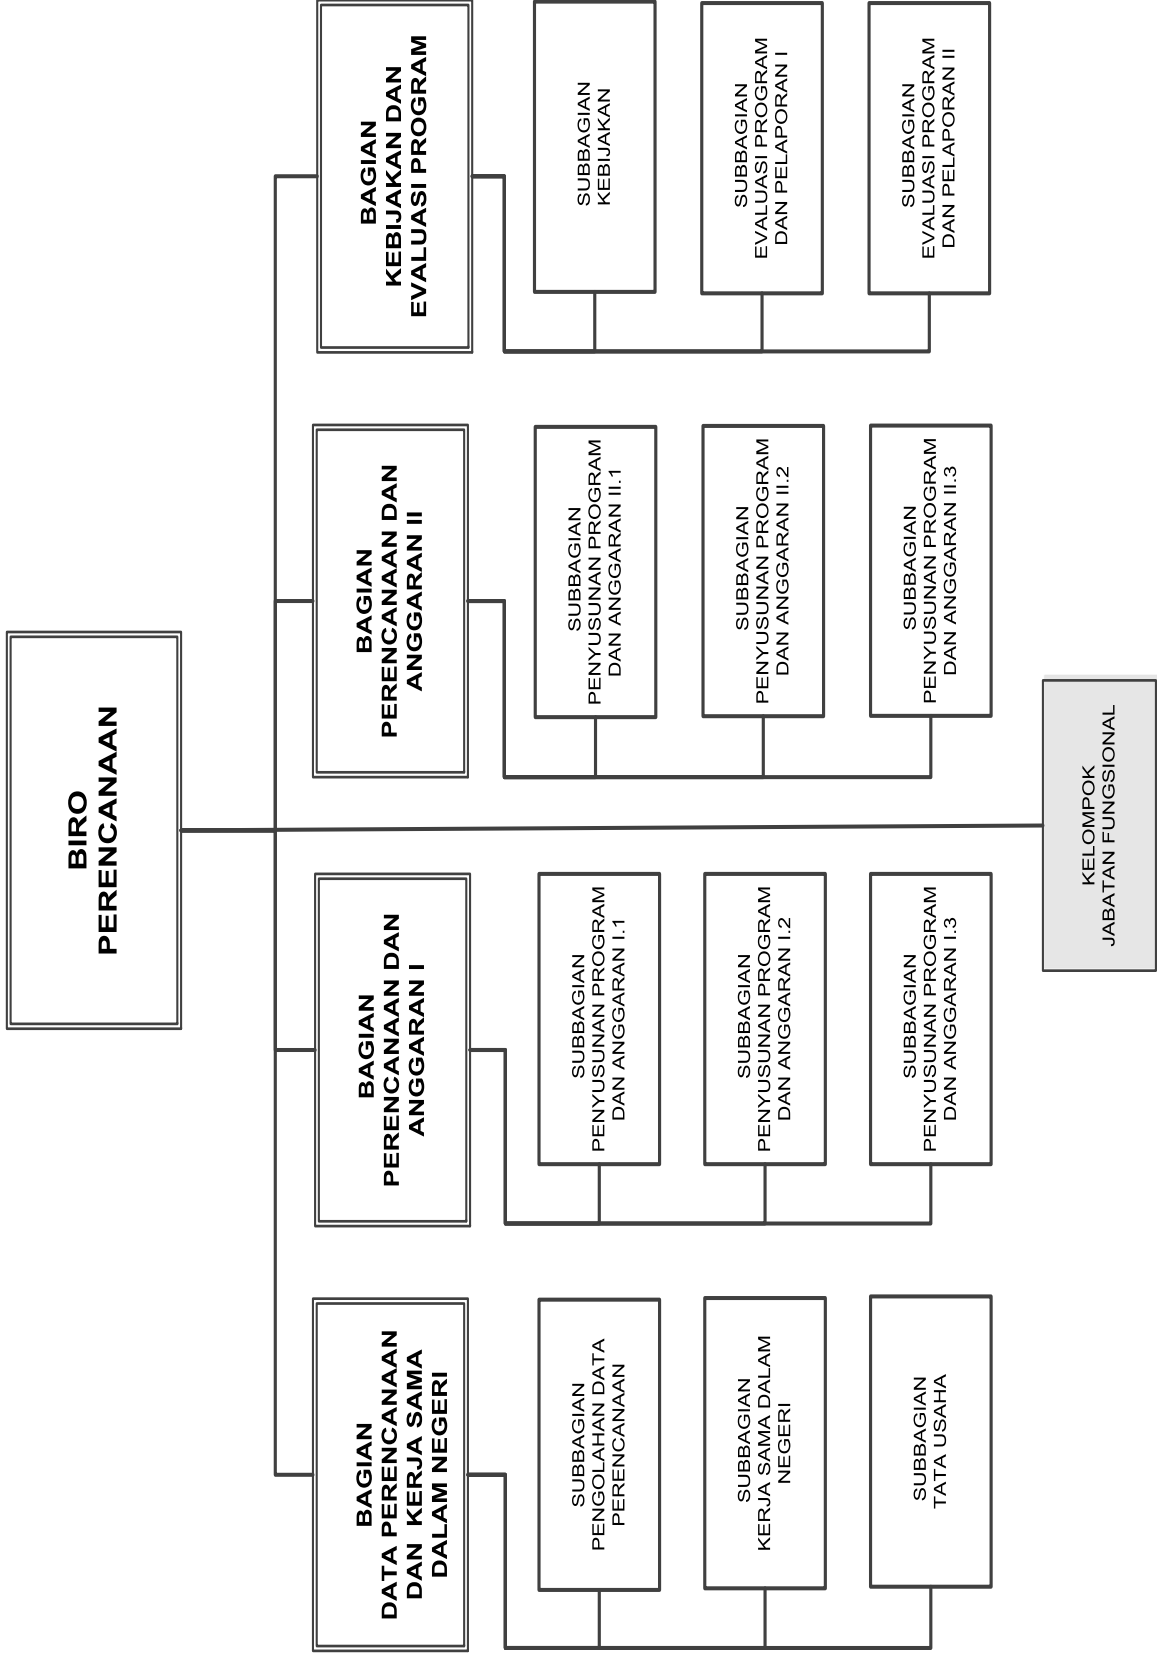 BIRO
PERENCANAAN
BAGIAN
DATA PERENCANAAN
DAN KERJA SAMA
DALAM NEGERI
BAGIAN
PERENCANAAN DAN
ANGGARAN I
BAGIAN
PERENCANAAN DAN
ANGGARAN II
BAGIAN
KEBIJAKAN DAN
EVALUASI PROGRAM
SUBBAGIAN
PENGOLAHAN DATA
PERENCANAAN
SUBBAGIAN
PENYUSUNAN PROGRAM
DAN ANGGARAN I.1
SUBBAGIAN
PENYUSUNAN PROGRAM
DAN ANGGARAN II.1
SUBBAGIAN
KEBIJAKAN
SUBBAGIAN
KERJA SAMA DALAM
NEGERI
SUBBAGIAN
PENYUSUNAN PROGRAM
DAN ANGGARAN I.2
SUBBAGIAN
PENYUSUNAN PROGRAM
DAN ANGGARAN II.2
SUBBAGIAN
EVALUASI PROGRAM
DAN PELAPORAN I
SUBBAGIAN
TATA USAHA
SUBBAGIAN
PENYUSUNAN PROGRAM
DAN ANGGARAN I.3
SUBBAGIAN
PENYUSUNAN PROGRAM
DAN ANGGARAN II.3
SUBBAGIAN
EVALUASI PROGRAM
DAN PELAPORAN II
KELOMPOK
JABATAN FUNGSIONAL